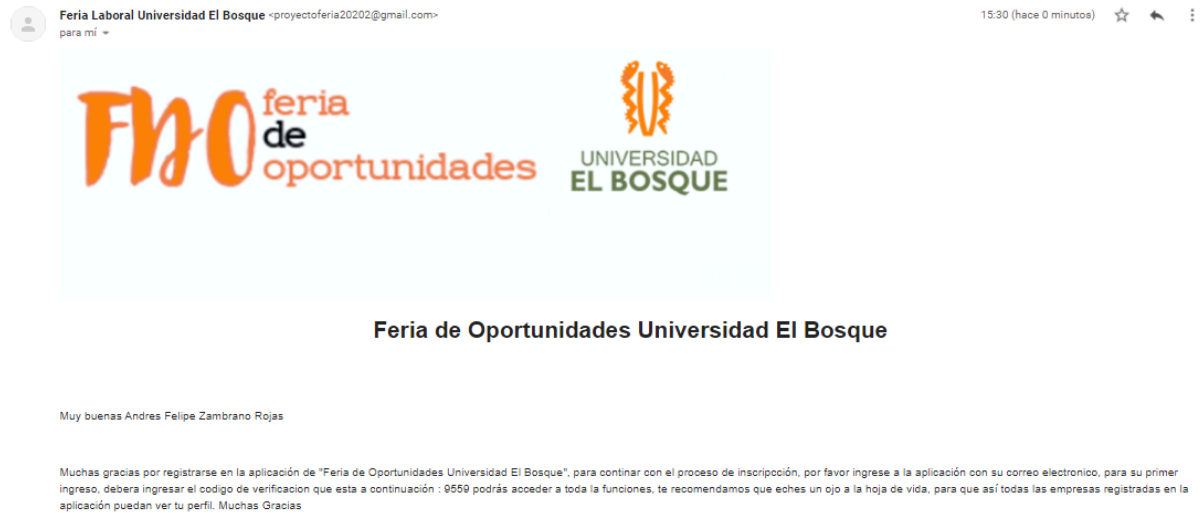 Feria Laboral Universidad El Bosque <proyectoferia20202@gmail.com>
15:30 (hace 0 minutos)
para mí
FDO feria
de
oportunidades
UNIVERSIDAD
EL BOSQUE
Feria de Oportunidades Universidad El Bosque
Muy buenas Andres Felipe Zambrano Rojas
Muchas gracias por registrarse en la aplicación de "Feria de Oportunidades Universidad El Bosque", para continar con el proceso de inscripcción, por favor ingrese a la aplicación con su correo electronico, para su primer
ingreso, debera ingresar el codigo de verificacion que esta a continuación : 9559 podrás acceder a toda la funciones, te recomendamos que eches un ojo a la hoja de vida, para que así todas las empresas registradas en la
aplicación puedan ver tu perfil. Muchas Gracias